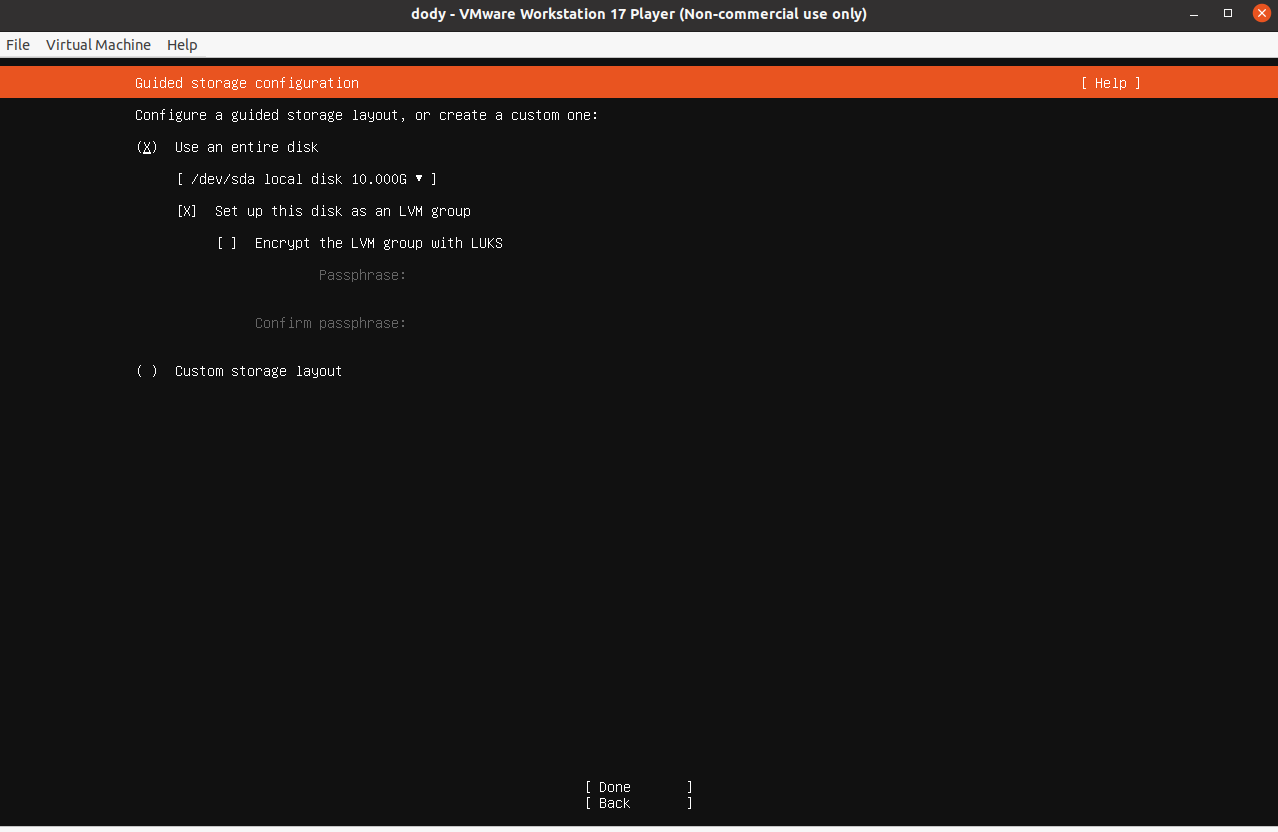 dody - VMware Workstation 17 Player (Non-commercial use only)
File Virtual Machine Help
Guided storage configuration [ Help ]
Configure a guided storage layout, or create a custom one:
(X) Use an entire disk
[ /dev/sda local disk 10.000G ▾ ]
[X] Set up this disk as an LVM group
[ ] Encrypt the LVM group with LUKS
Passphrase:
Confirm passphrase:
( ) Custom storage layout
[ Done ]
[ Back ]